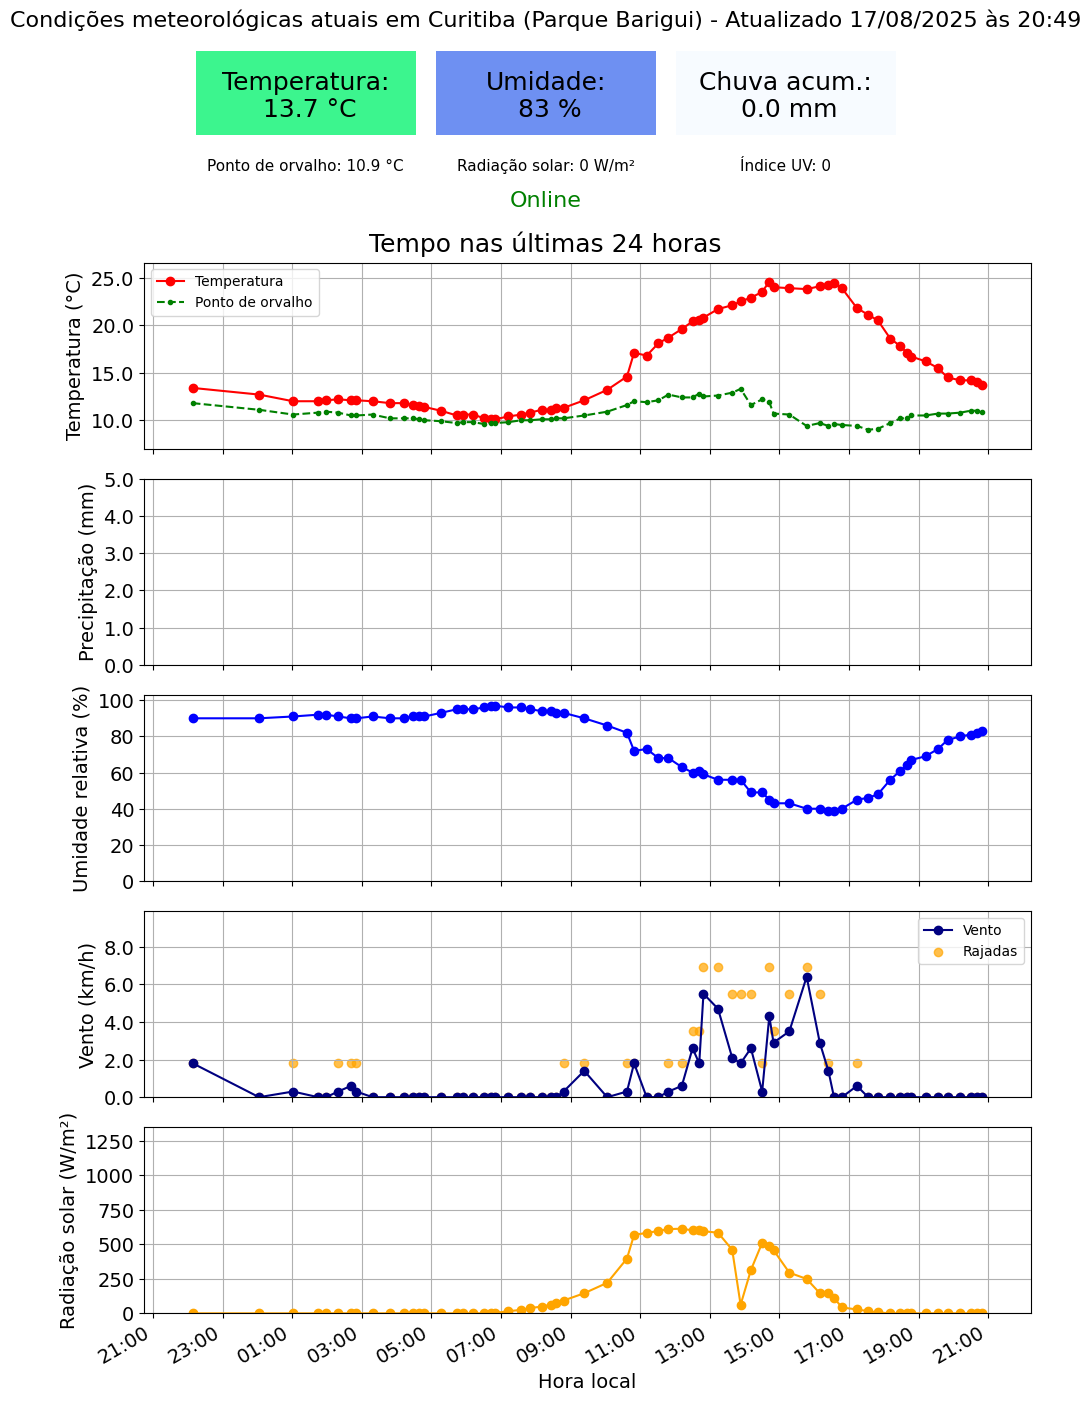 Condições meteorológicas atuais em Curitiba (Parque Barigui) - Atualizado 17/08/2025 às 20:49
Temperatura:
13.7 °C
Umidade:
83 %
Chuva acum.:
0.0 mm
Ponto de orvalho: 10.9 °C
Radiação solar: 0 W/m²
Índice UV: 0
Online
Tempo nas últimas 24 horas
Temperatura (°C)
25.0
20.0
15.0
10.0
Temperatura
Ponto de orvalho
Precipitação (mm)
5.0
4.0
3.0
2.0
1.0
0.0
Umidade relativa (%)
100
80
60
40
20
0
Vento (km/h)
8.0
6.0
4.0
2.0
0.0
Vento
Rajadas
Radiação solar (W/m²)
1250
1000
750
500
250
0
21:00
23:00
01:00
03:00
05:00
07:00
09:00
11:00
13:00
15:00
17:00
19:00
21:00
Hora local